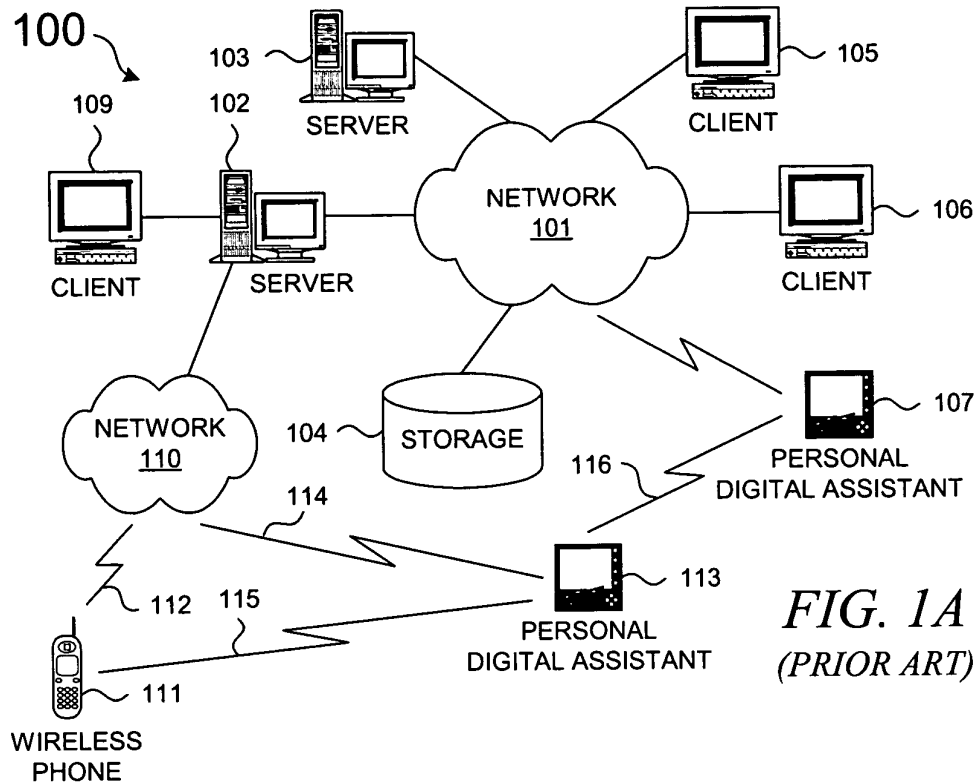 100
103
SERVER
105
CLIENT
109
CLIENT
102
SERVER
NETWORK
101
106
CLIENT
NETWORK
110
104
STORAGE
107
PERSONAL
DIGITAL ASSISTANT
116
114
112
115
113
PERSONAL
DIGITAL ASSISTANT
111
WIRELESS
PHONE
FIG. 1A
(PRIOR ART)